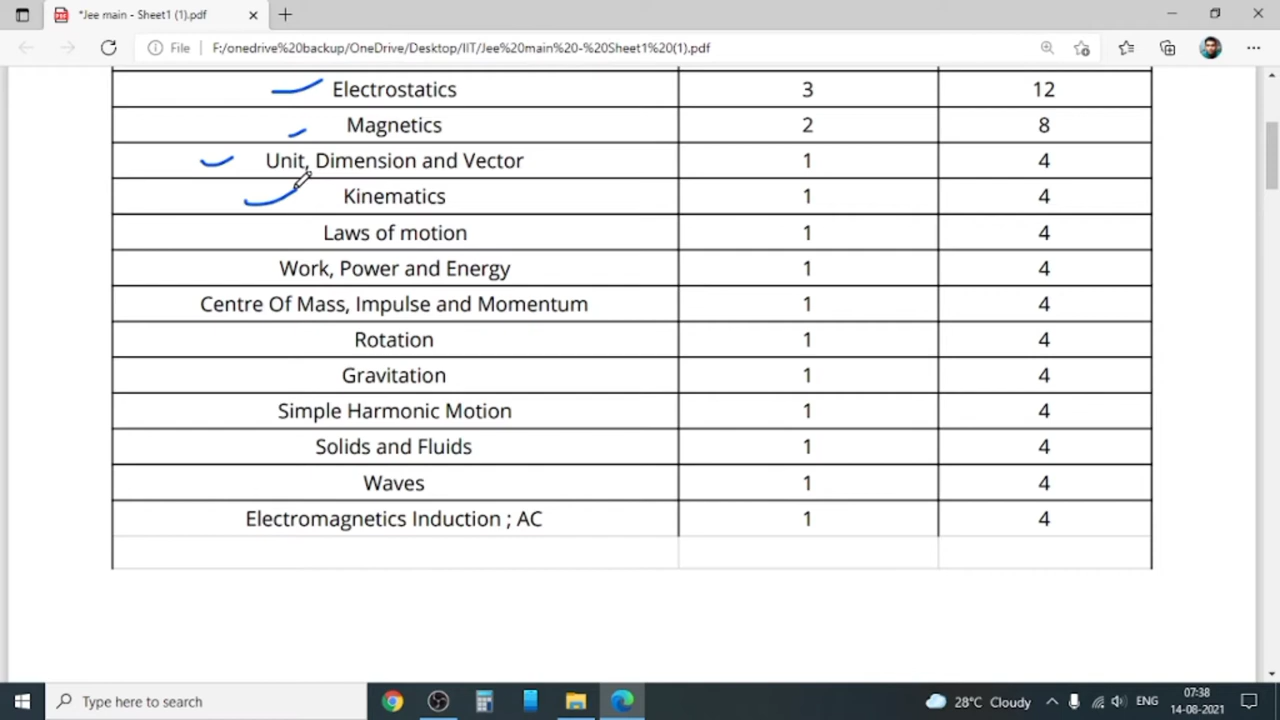 *Jee main - Sheet1 (1).pdf
File F:/onedrive%20backup/OneDrive/Desktop/IIT/Jee%20main%20-%20Sheet1%20(1).pdf
Electrostatics 3 12
Magnetics 2 8
Unit, Dimension and Vector 1 4
Kinematics 1 4
Laws of motion 1 4
Work, Power and Energy 1 4
Centre Of Mass, Impulse and Momentum 1 4
Rotation 1 4
Gravitation 1 4
Simple Harmonic Motion 1 4
Solids and Fluids 1 4
Waves 1 4
Electromagnetics Induction ; AC 1 4
Type here to search 28°C Cloudy ENG 07:38
14-08-2021